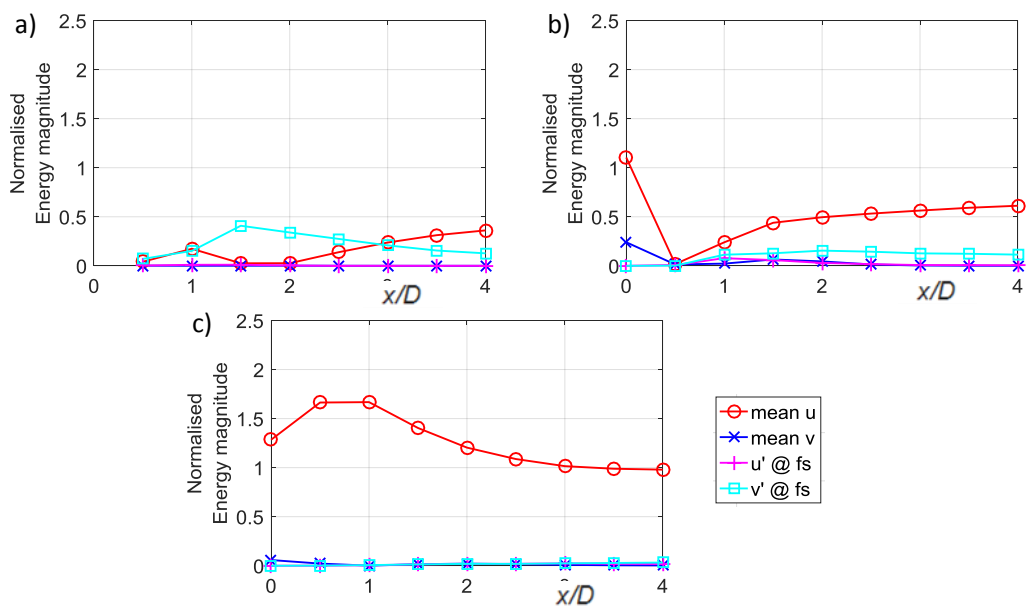 a)
2.5
2
1.5
1
0.5
0
Normalised
Energy magnitude
0 1 2 3 4
x/D
b)
2.5
2
1.5
1
0.5
0
Normalised
Energy magnitude
0 1 2 4
x/D
c)
2.5
2
1.5
1
0.5
0
Normalised
Energy magnitude
0 1 2 4
x/D
mean u
mean v
u' @ fs
v' @ fs